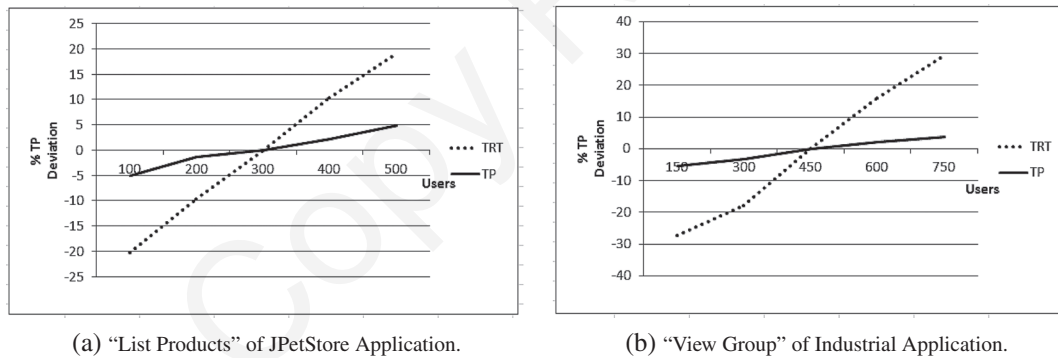 25
20
15
10
5
0
-5
-10
-15
-20
-25
% TP
Deviation
100 200 300 400 500
Users
TRT
TP
40
30
20
10
0
-10
-20
-30
-40
% TP
Deviation
150 300 450 600 750
Users
TRT
TP
Copy
(a) “List Products” of JPetStore Application.
(b) “View Group” of Industrial Application.